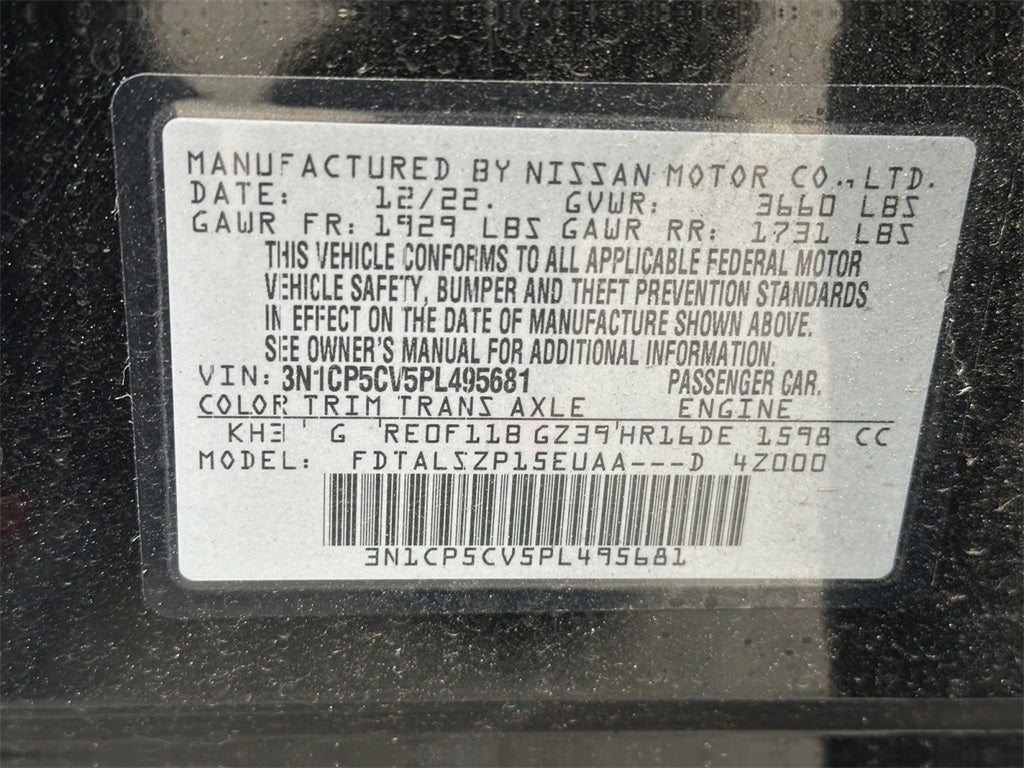 MANUFACTURED BY NISSAN MOTOR CO., LTD.
DATE: 12/22. GVWR: 3660 LBS
GAWR FR: 1929 LBS GAWR RR: 1731 LBS
THIS VEHICLE CONFORMS TO ALL APPLICABLE FEDERAL MOTOR
VEHICLE SAFETY, BUMPER AND THEFT PREVENTION STANDARDS
IN EFFECT ON THE DATE OF MANUFACTURE SHOWN ABOVE.
SEE OWNER'S MANUAL FOR ADDITIONAL INFORMATION.
VIN: 3N1CP5CV5PL495681 PASSENGER CAR.
COLOR TRIM TRANS AXLE ENGINE
KH3 G RE0F11B GZ39 HR16DE 1598 CC
MODEL: FDTALSZP15EUAA---D 4Z000
3N1CP5CV5PL495681